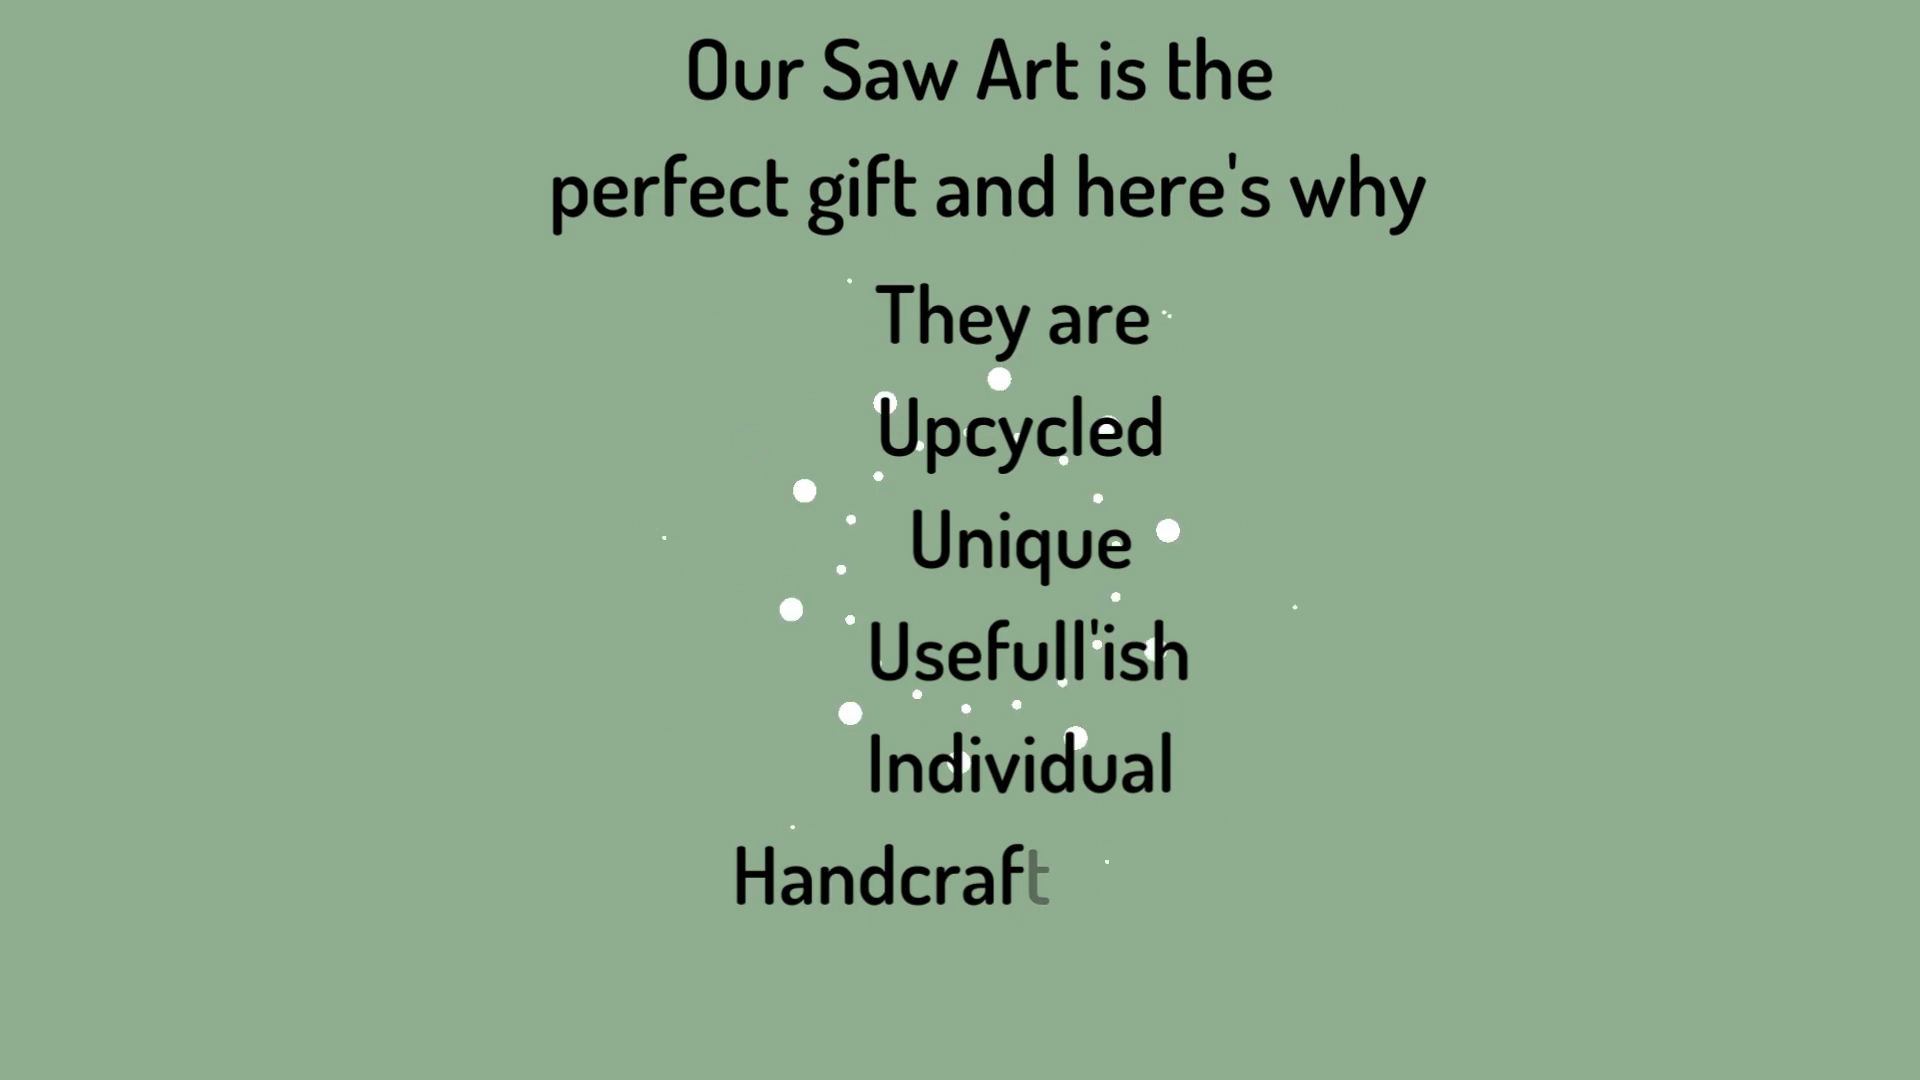 Our Saw Art is the
perfect gift and here's why
They are
Upcycled
Unique
Usefull'ish
Individual
Handcraft